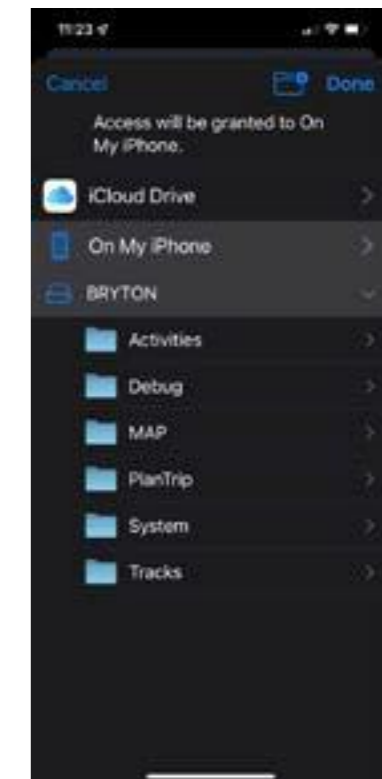 11:23
Cancel
Done
Access will be granted to On
My iPhone.
iCloud Drive
On My iPhone
BRYTON
Activities
Debug
MAP
PlanTrip
System
Tracks